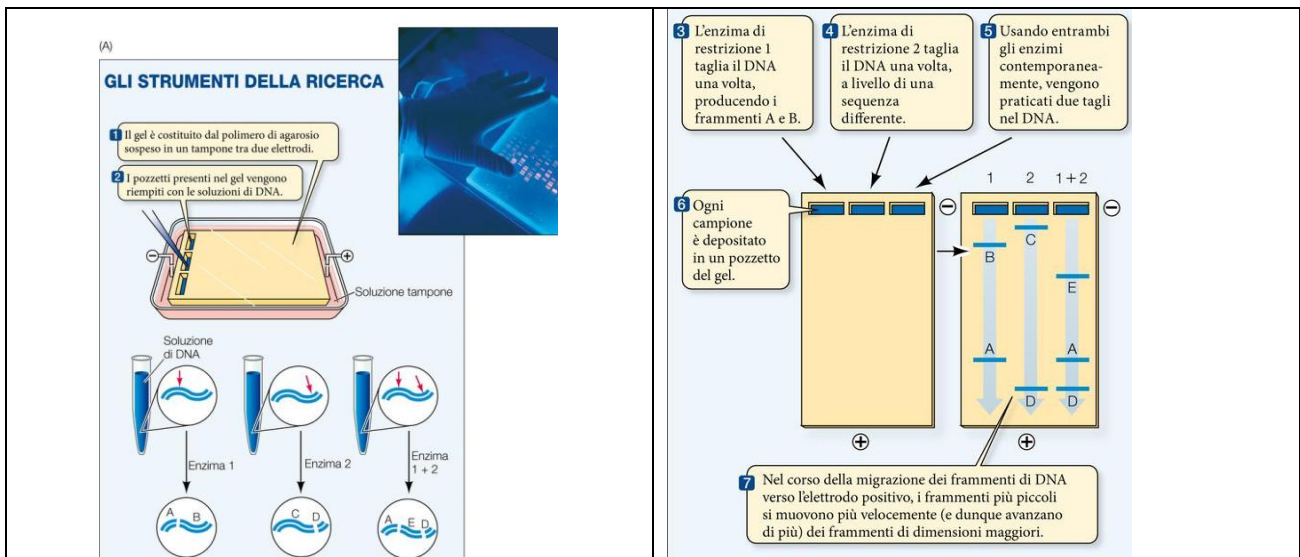 (A)
GLI STRUMENTI DELLA RICERCA
1 Il gel è costituito dal polimero di agarosio
sospeso in un tampone tra due elettrodi.
2 I pozzetti presenti nel gel vengono
riempiti con le soluzioni di DNA.
−
+
Soluzione tampone
Soluzione
di DNA
Enzima 1
Enzima 2
Enzima
1 + 2
A B
C D
A E D
3 L'enzima di
restrizione 1
taglia il DNA
una volta,
producendo i
frammenti A e B.
4 L'enzima di
restrizione 2 taglia
il DNA una volta,
a livello di una
sequenza
differente.
5 Usando entrambi
gli enzimi
contemporanea-
mente, vengono
praticati due tagli
nel DNA.
6 Ogni
campione
è depositato
in un pozzetto
del gel.
−
+
1 2 1 + 2
−
C
B
E
A A
D D
+
7 Nel corso della migrazione dei frammenti di DNA
verso l'elettrodo positivo, i frammenti più piccoli
si muovono più velocemente (e dunque avanzano
di più) dei frammenti di dimensioni maggiori.